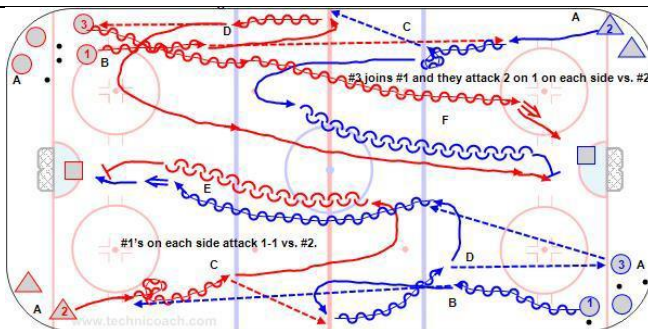 3
D
C
A
2
1
B
A
#3 joins #1 and they attack 2 on 1 on each side vs. #2
F
E
#1's on each side attack 1-1 vs. #2.
C
D
3
A
A
2
B
1
www.technicoach.com